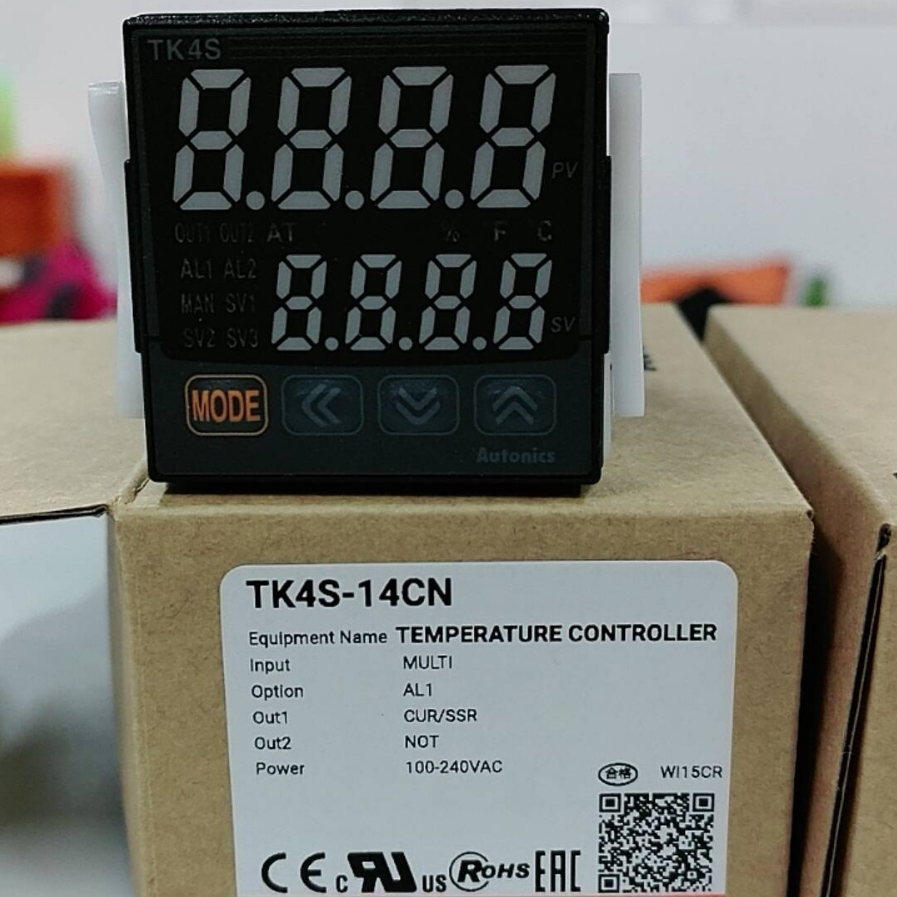 TK4S
8.8.8.8
PV
OUT1 OUT2 AT % °F °C
AL1 AL2
MAN SV1
8.8.8.8
SV
SV2 SV3
MODE
Autonics
TK4S-14CN
Equipment Name TEMPERATURE CONTROLLER
Input MULTI
Option AL1
Out1 CUR/SSR
Out2 NOT
Power 100-240VAC
合格 WI15CR
CE c RU US RoHS EAC